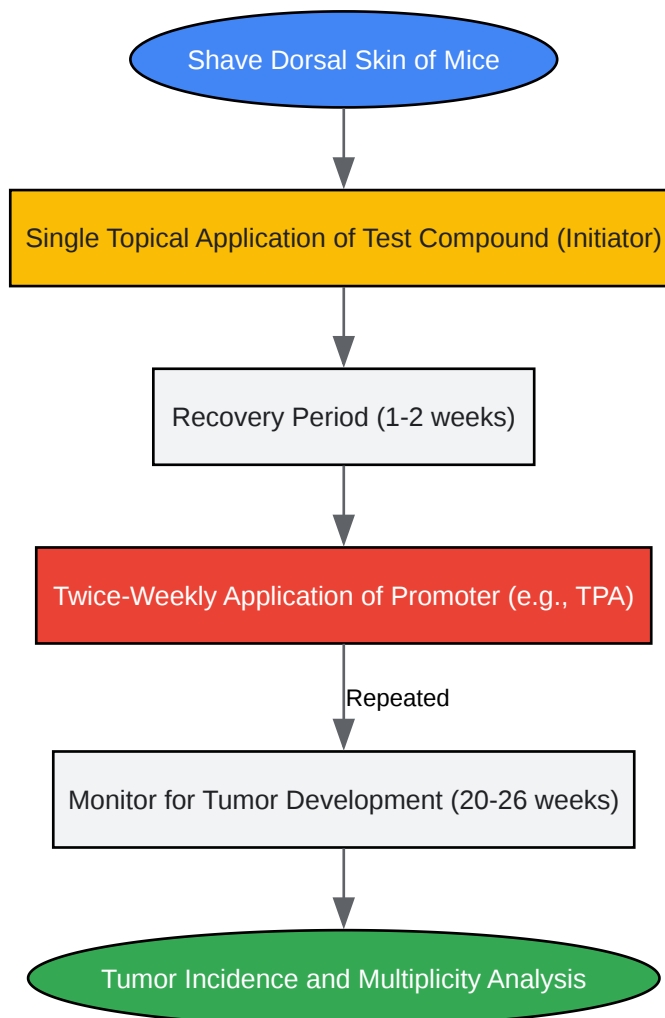 Shave Dorsal Skin of Mice
Single Topical Application of Test Compound (Initiator)
Recovery Period (1-2 weeks)
Twice-Weekly Application of Promoter (e.g., TPA)
Repeated
Monitor for Tumor Development (20-26 weeks)
Tumor Incidence and Multiplicity Analysis